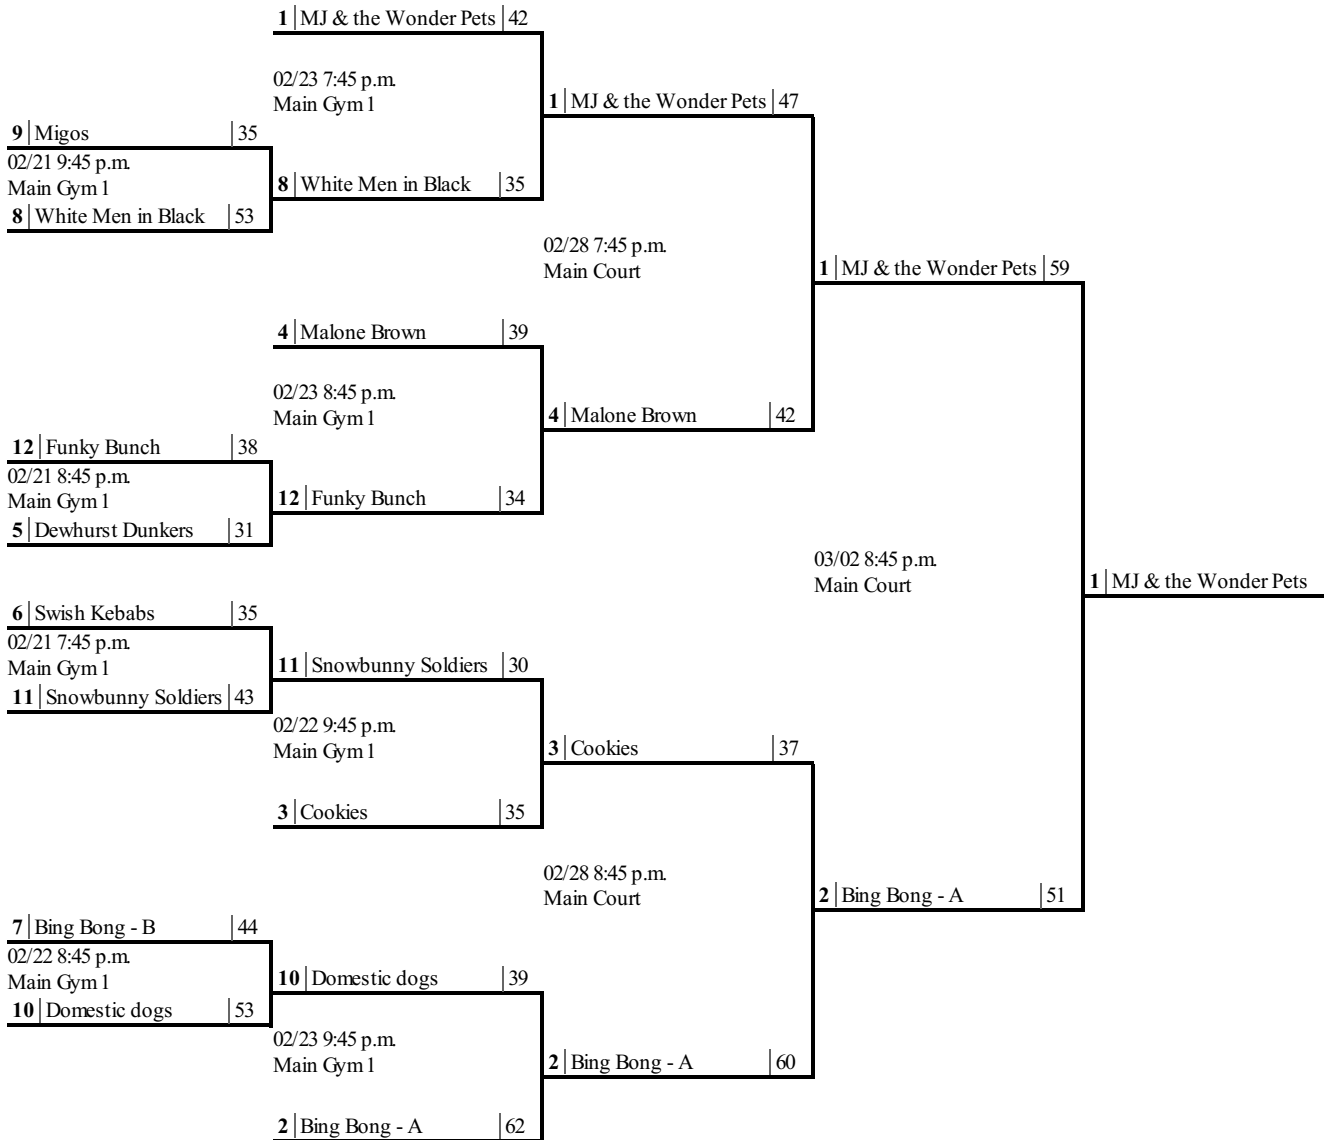 1 MJ & the Wonder Pets 42
02/23 7:45 p.m.
Main Gym 1
1 MJ & the Wonder Pets 47
9 Migos 35
02/21 9:45 p.m.
Main Gym 1
8 White Men in Black 35
8 White Men in Black 53
02/28 7:45 p.m.
Main Court
1 MJ & the Wonder Pets 59
4 Malone Brown 39
02/23 8:45 p.m.
Main Gym 1
4 Malone Brown 42
12 Funky Bunch 38
02/21 8:45 p.m.
Main Gym 1
12 Funky Bunch 34
5 Dewhurst Dunkers 31
03/02 8:45 p.m.
Main Court
1 MJ & the Wonder Pets
6 Swish Kebabs 35
02/21 7:45 p.m.
Main Gym 1
11 Snowbunny Soldiers 30
11 Snowbunny Soldiers 43
02/22 9:45 p.m.
Main Gym 1
3 Cookies 37
3 Cookies 35
02/28 8:45 p.m.
Main Court
2 Bing Bong - A 51
7 Bing Bong - B 44
02/22 8:45 p.m.
Main Gym 1
10 Domestic dogs 39
10 Domestic dogs 53
02/23 9:45 p.m.
Main Gym 1
2 Bing Bong - A 60
2 Bing Bong - A 62